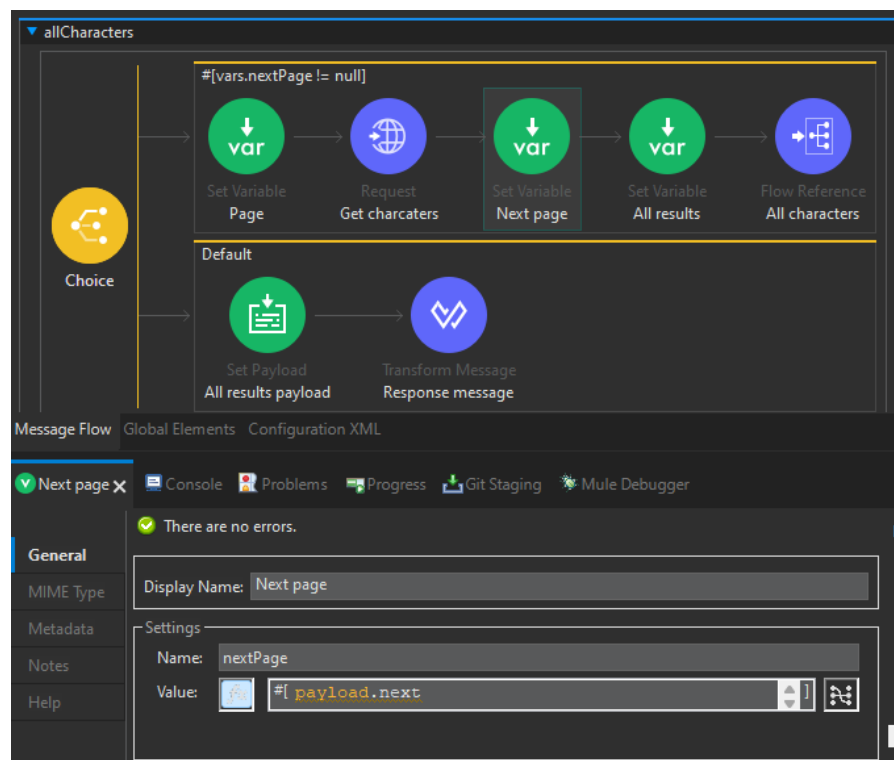 allCharacters
#[vars.nextPage != null]
var
var
var
Set Variable
Request
Set Variable
Set Variable
Flow Reference
Page
Get charcaters
Next page
All results
All characters
Choice
Default
Set Payload
Transform Message
All results payload
Response message
Message Flow Global Elements Configuration XML
Next page Console Problems Progress Git Staging Mule Debugger
There are no errors.
General
Display Name: Next page
MIME Type
Metadata
Settings
Name: nextPage
Notes
Value: #[ payload.next ]
Help